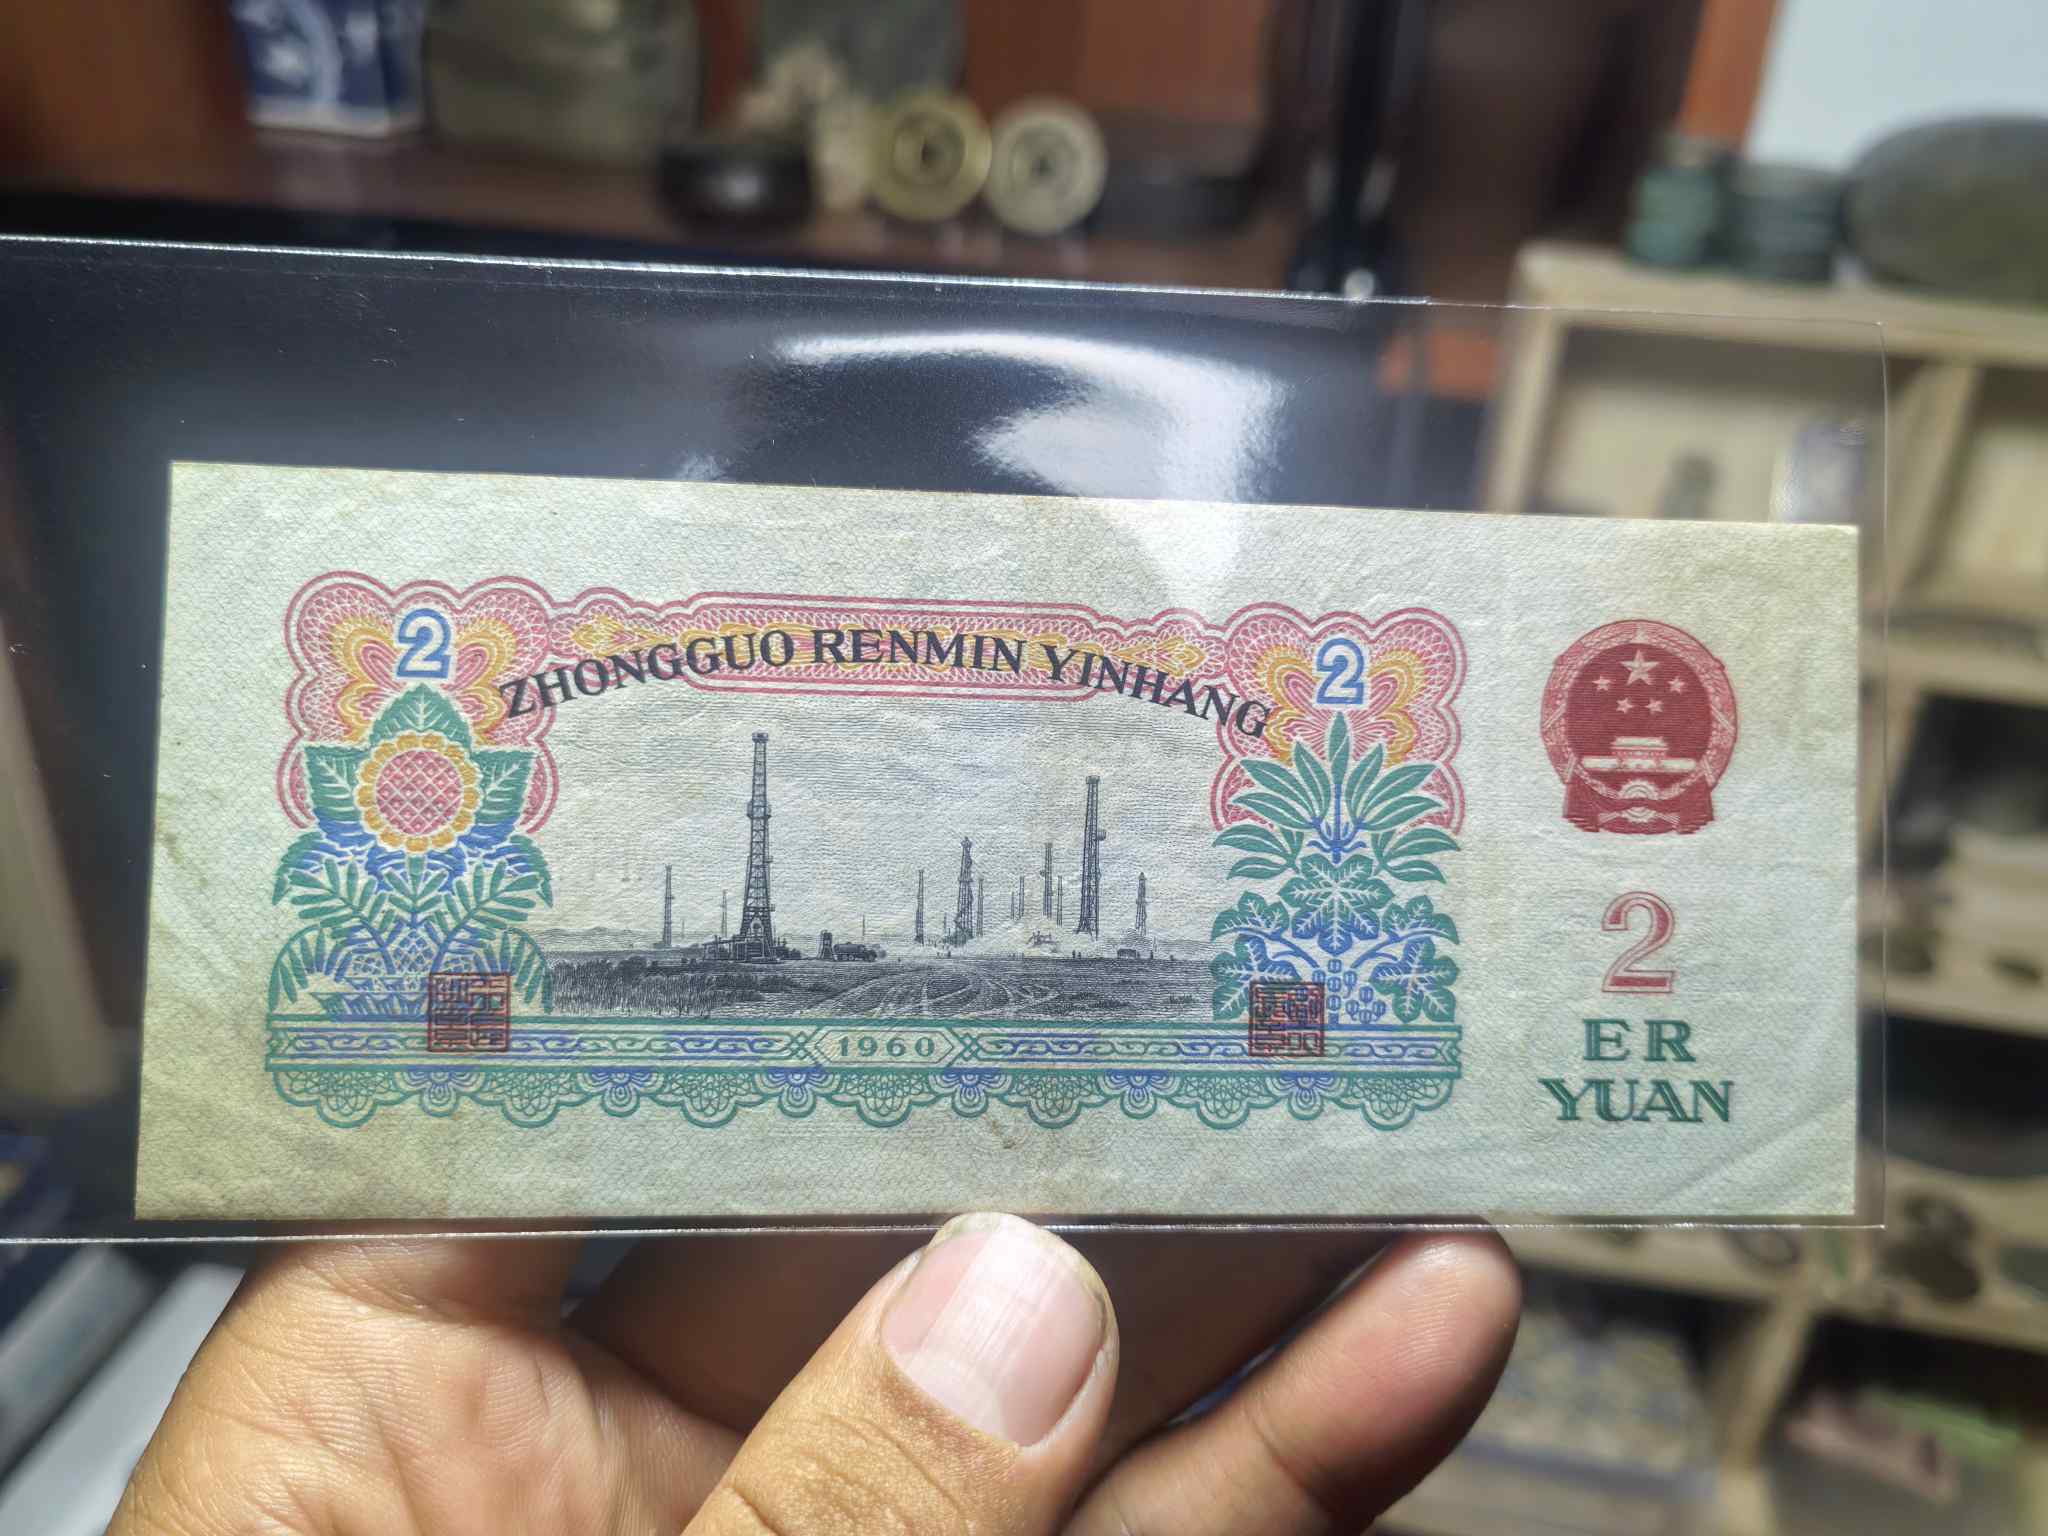 2
2
ZHONGGUO RENMIN YINHANG
2
ER
YUAN
1960